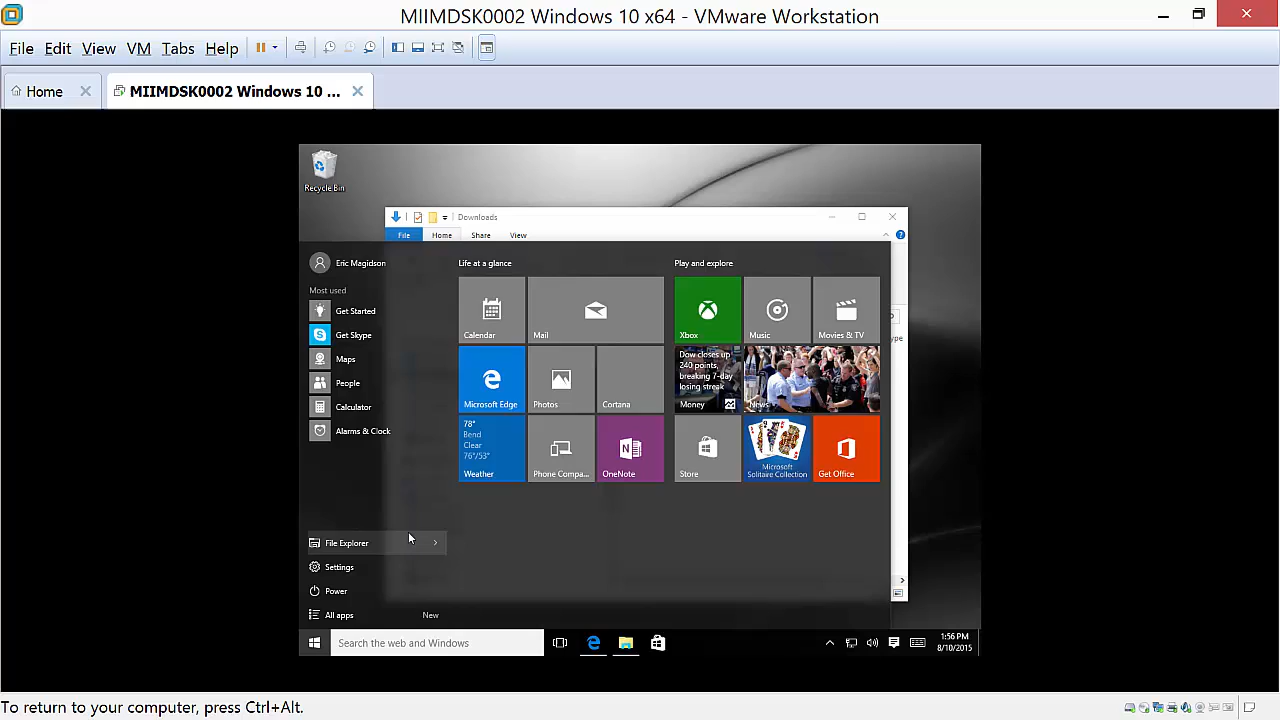 MIIMDSK0002 Windows 10 x64 - VMware Workstation
File Edit View VM Tabs Help
Home
MIIMDSK0002 Windows 10 ...
Recycle Bin
Downloads
File Home Share View
Eric Magidson
Most used
Get Started
Get Skype
Maps
People
Calculator
Alarms & Clock
File Explorer
Settings
Power
All apps New
Life at a glance
Calendar
Mail
Microsoft Edge
Photos
Cortana
78°
Bend
Clear
76°/53°
Weather
Phone Compa...
OneNote
Play and explore
Xbox
Music
Movies & TV
Dow closes up
240 points,
breaking 7-day
losing streak
Money
News
Store
Microsoft
Solitaire Collection
Get Office
ype
Search the web and Windows
1:56 PM
8/10/2015
To return to your computer, press Ctrl+Alt.